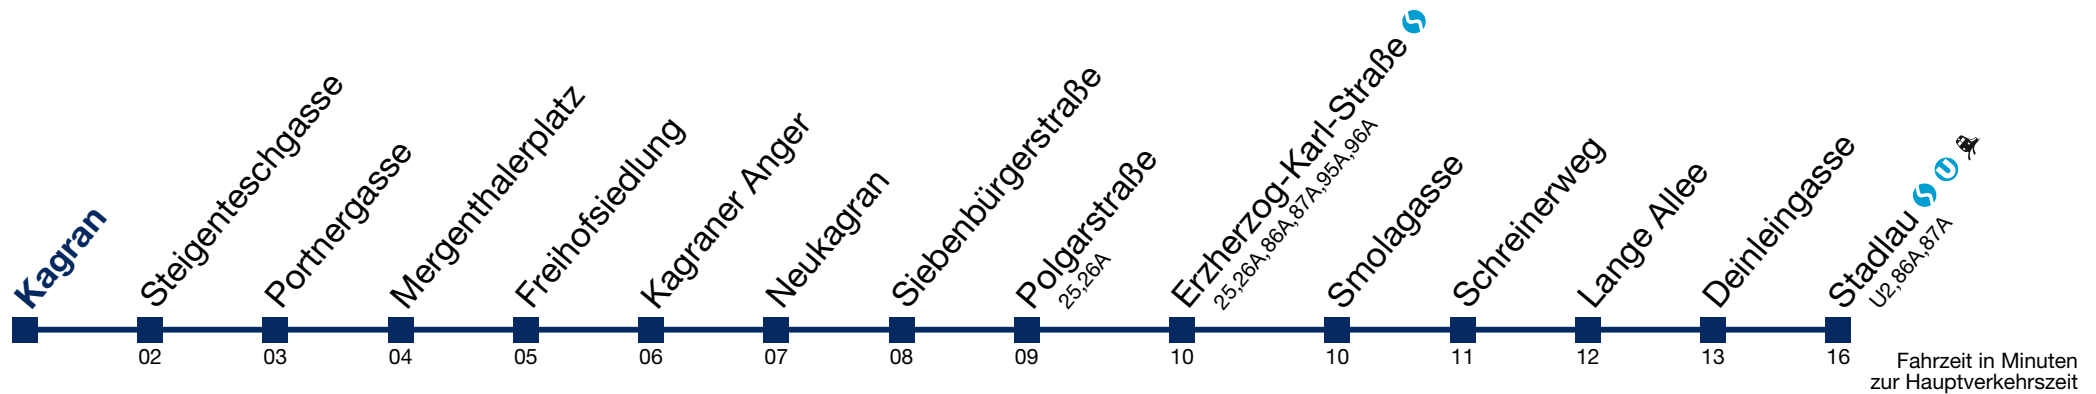 Kagran
Steigenteschgasse
Portnergasse
Mergenthalerplatz
Freihofsiedlung
Kagraner Anger
Neukagran
Siebenbürgerstraße
Polgarstraße
25,26A
Erzherzog-Karl-Straße
25,26A,86A,87A,95A,96A
Smolagasse
Schreinerweg
Lange Allee
Deinleingasse
Stadlau U
U2,86A,87A
02 03 04 05 06 07 08 09 10 10 11 12 13 16
Fahrzeit in Minuten
zur Hauptverkehrszeit